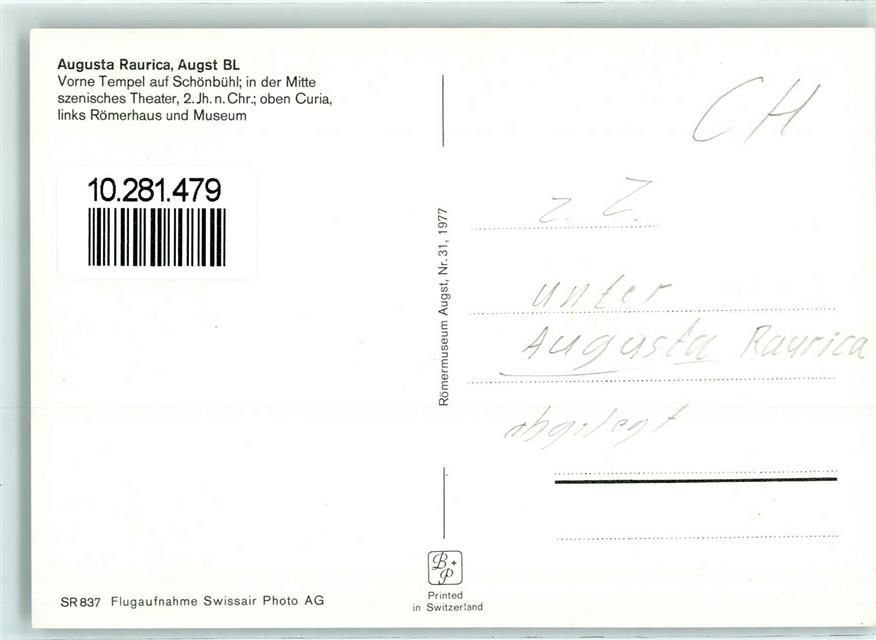 Augusta Raurica, Augst BL
Vorne Tempel auf Schönbühl; in der Mitte
szenisches Theater, 2. Jh. n. Chr.; oben Curia,
links Römerhaus und Museum
10.281.479
Römermuseum Augst, Nr. 31, 1977
CH
z. Z.
unter
Augusta Raurica
abgelegt
SR 837 Flugaufnahme Swissair Photo AG
B+P
Printed
in Switzerland